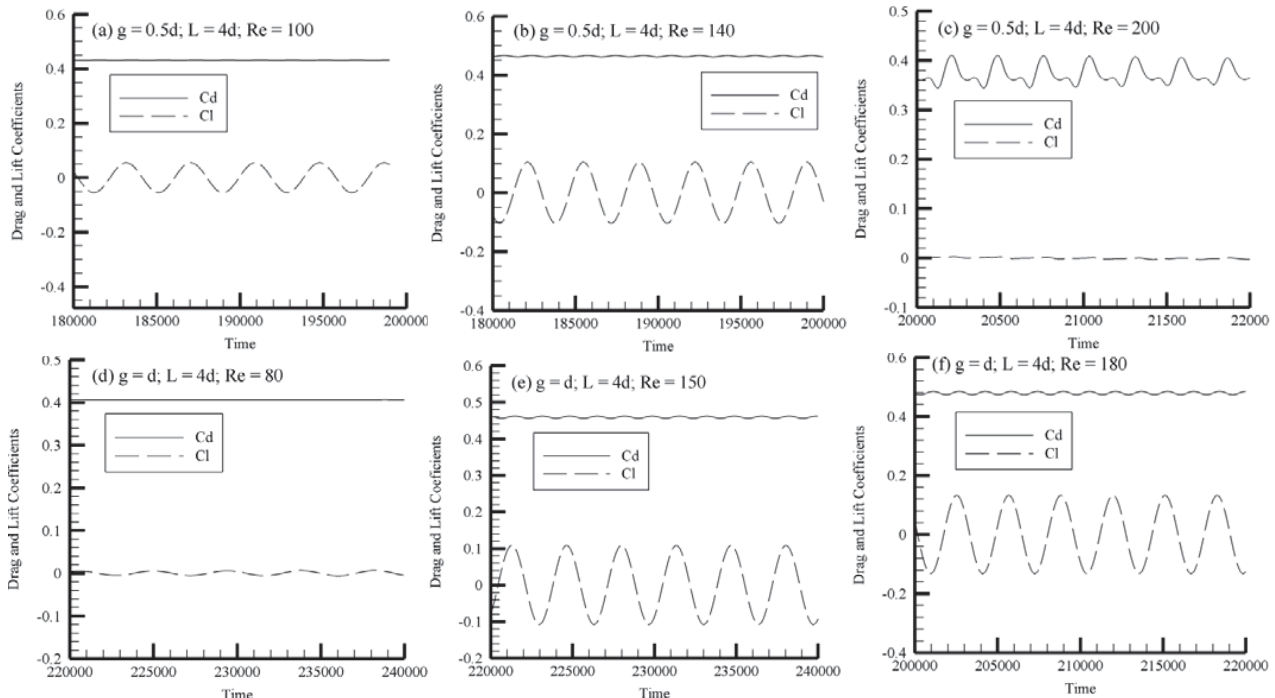 (a) g = 0.5d; L = 4d; Re = 100
0.4
0.2
0
-0.2
-0.4
Drag and Lift Coefficients
Cd
Cl
180000 185000 190000 195000 200000
Time
(b) g = 0.5d; L = 4d; Re = 140
0.6
0.4
0.2
0
-0.2
-0.4
Drag and Lift Coefficients
Cd
Cl
180000 185000 190000 195000 200000
Time
(c) g = 0.5d; L = 4d; Re = 200
0.5
0.4
0.3
0.2
0.1
0
-0.1
Drag and Lift Coefficients
Cd
Cl
20000 20500 21000 21500 22000
Time
(d) g = d; L = 4d; Re = 80
0.5
0.4
0.3
0.2
0.1
0
-0.1
-0.2
Drag and Lift Coefficients
Cd
Cl
220000 225000 230000 235000 240000
Time
(e) g = d; L = 4d; Re = 150
0.6
0.5
0.4
0.3
0.2
0.1
0
-0.1
-0.2
Drag and Lift Coefficients
Cd
Cl
220000 225000 230000 235000 240000
Time
(f) g = d; L = 4d; Re = 180
0.6
0.4
0.2
0
-0.2
-0.4
Drag and Lift Coefficients
Cd
Cl
200000 205000 210000 215000 220000
Time